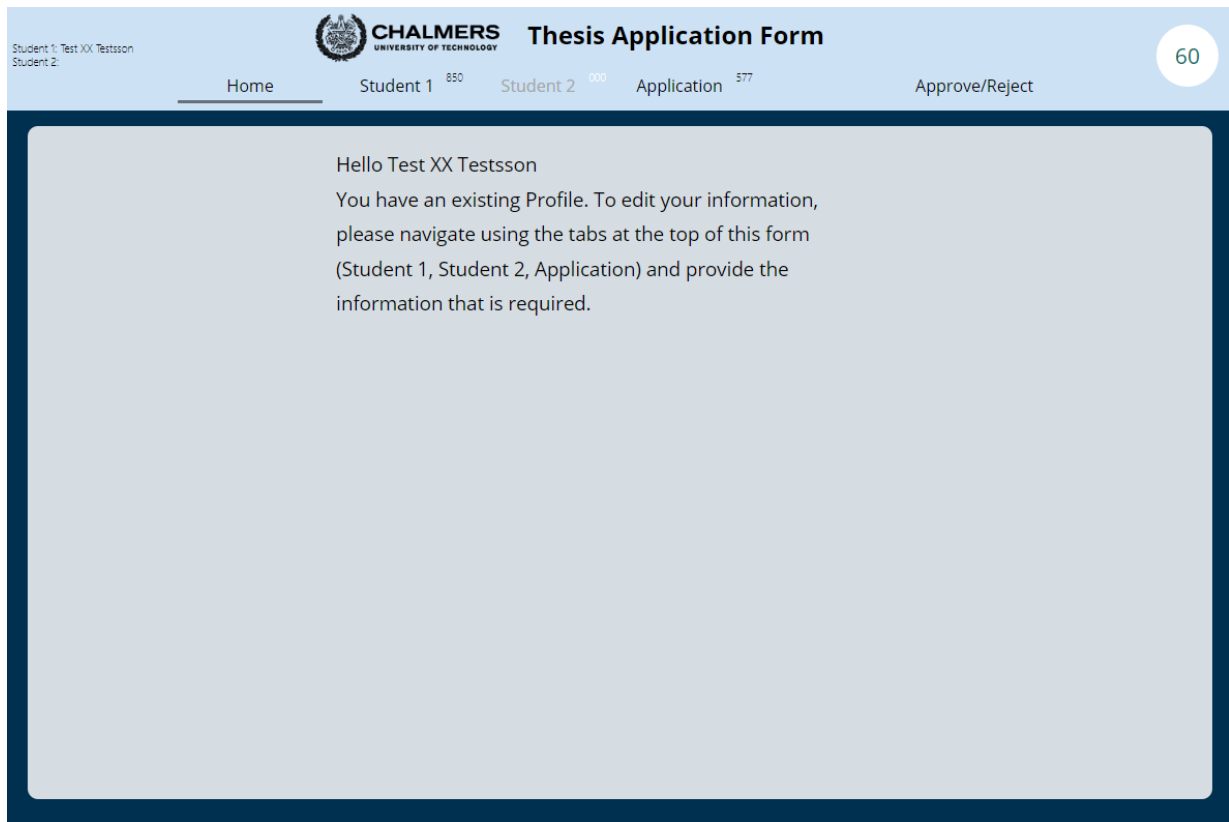 Student 1: Test XX Testsson
Student 2:
CHALMERS
UNIVERSITY OF TECHNOLOGY
Thesis Application Form
60
Home Student 1 850 Student 2 000 Application 577 Approve/Reject
Hello Test XX Testsson
You have an existing Profile. To edit your information,
please navigate using the tabs at the top of this form
(Student 1, Student 2, Application) and provide the
information that is required.